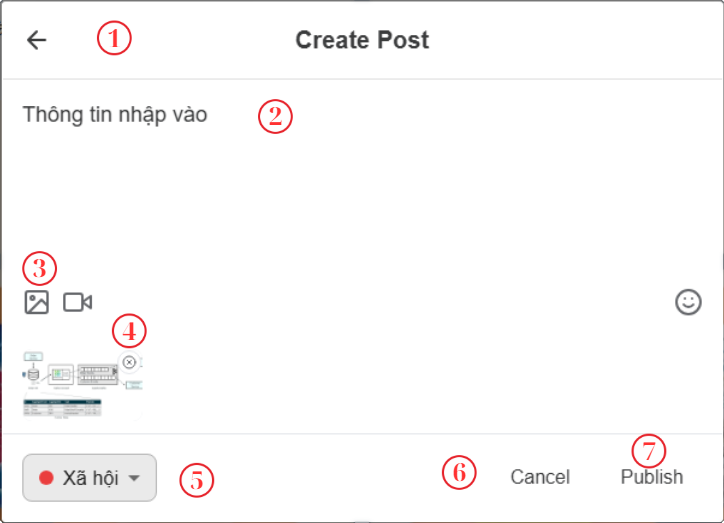 1 Create Post
Thông tin nhập vào 2
3
4
Xã hội 5 6 Cancel Publish 7